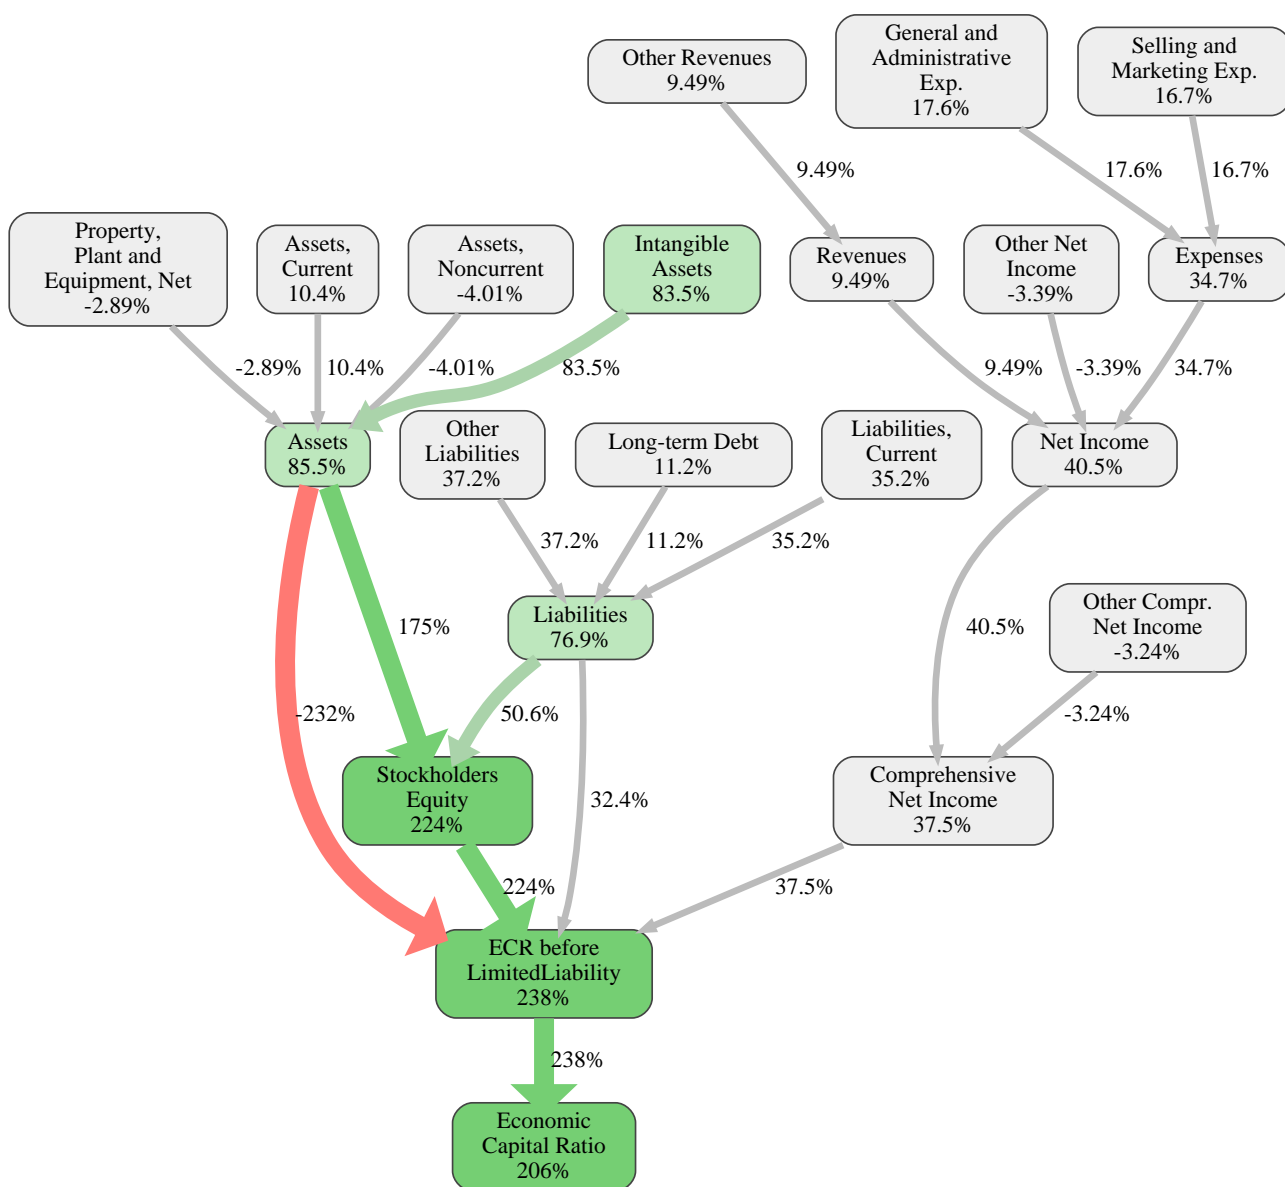 Other Revenues
9.49%
General and
Administrative
Exp.
17.6%
Selling and
Marketing Exp.
16.7%
9.49%
17.6%
16.7%
Property,
Plant and
Equipment, Net
-2.89%
Assets,
Current
10.4%
Assets,
Noncurrent
-4.01%
Intangible
Assets
83.5%
Revenues
9.49%
Other Net
Income
-3.39%
Expenses
34.7%
-2.89%
10.4%
-4.01%
83.5%
9.49%
-3.39%
34.7%
Assets
85.5%
Other
Liabilities
37.2%
Long-term Debt
11.2%
Liabilities,
Current
35.2%
Net Income
40.5%
37.2%
11.2%
35.2%
Liabilities
76.9%
Other Compr.
Net Income
-3.24%
175%
40.5%
-232%
50.6%
-3.24%
Stockholders
Equity
224%
32.4%
Comprehensive
Net Income
37.5%
224%
37.5%
ECR before
LimitedLiability
238%
238%
Economic
Capital Ratio
206%